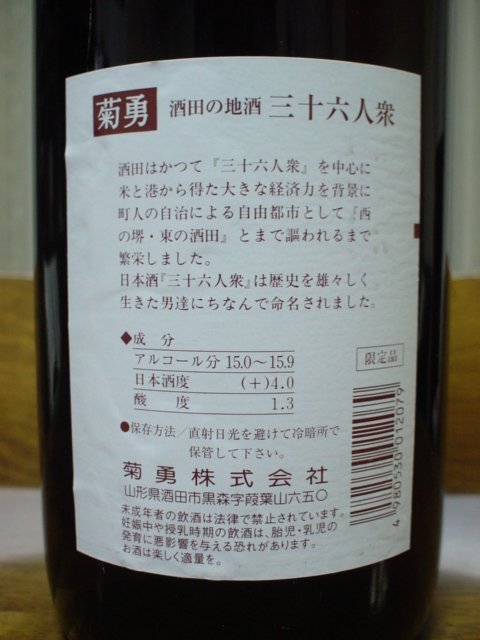 菊勇 酒田の地酒 三十六人衆
酒田はかつて『三十六人衆』を中心に
米と港から得た大きな経済力を背景に
町人の自治による自由都市として『西
の堺・東の酒田』とまで謳われるまで
繁栄しました。
日本酒『三十六人衆』は歴史を雄々しく
生きた男達にちなんで命名されました。
◆成 分
アルコール分 15.0～15.9
日本酒度 (＋)4.0
酸 度 1.3
限定品
●保存方法／直射日光を避けて冷暗所で
保管して下さい。
菊勇株式会社
山形県酒田市黒森字葭葉山六五〇
未成年者の飲酒は法律で禁止されています。
妊娠中や授乳時期の飲酒は、胎児・乳児の
発育に悪影響を与える恐れがあります。
お酒は楽しく適量を。
4 980530 012079